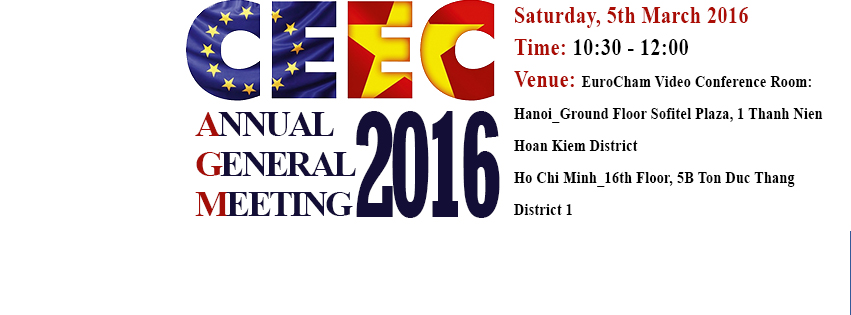 CEEC
ANNUAL
GENERAL
MEETING
2016
Saturday, 5th March 2016
Time: 10:30 - 12:00
Venue: EuroCham Video Conference Room:
Hanoi_Ground Floor Sofitel Plaza, 1 Thanh Nien
Hoan Kiem District
Ho Chi Minh_16th Floor, 5B Ton Duc Thang
District 1